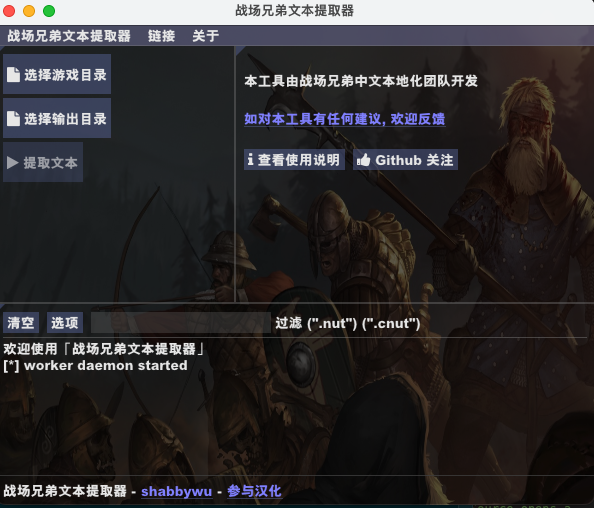 战场兄弟文本提取器
战场兄弟文本提取器 链接 关于
选择游戏目录
选择输出目录
提取文本
本工具由战场兄弟中文本地化团队开发
如对本工具有任何建议, 欢迎反馈
查看使用说明 Github 关注
清空 选项 过滤 (".nut") (".cnut")
欢迎使用「战场兄弟文本提取器」
[*] worker daemon started
战场兄弟文本提取器 - shabbywu - 参与汉化